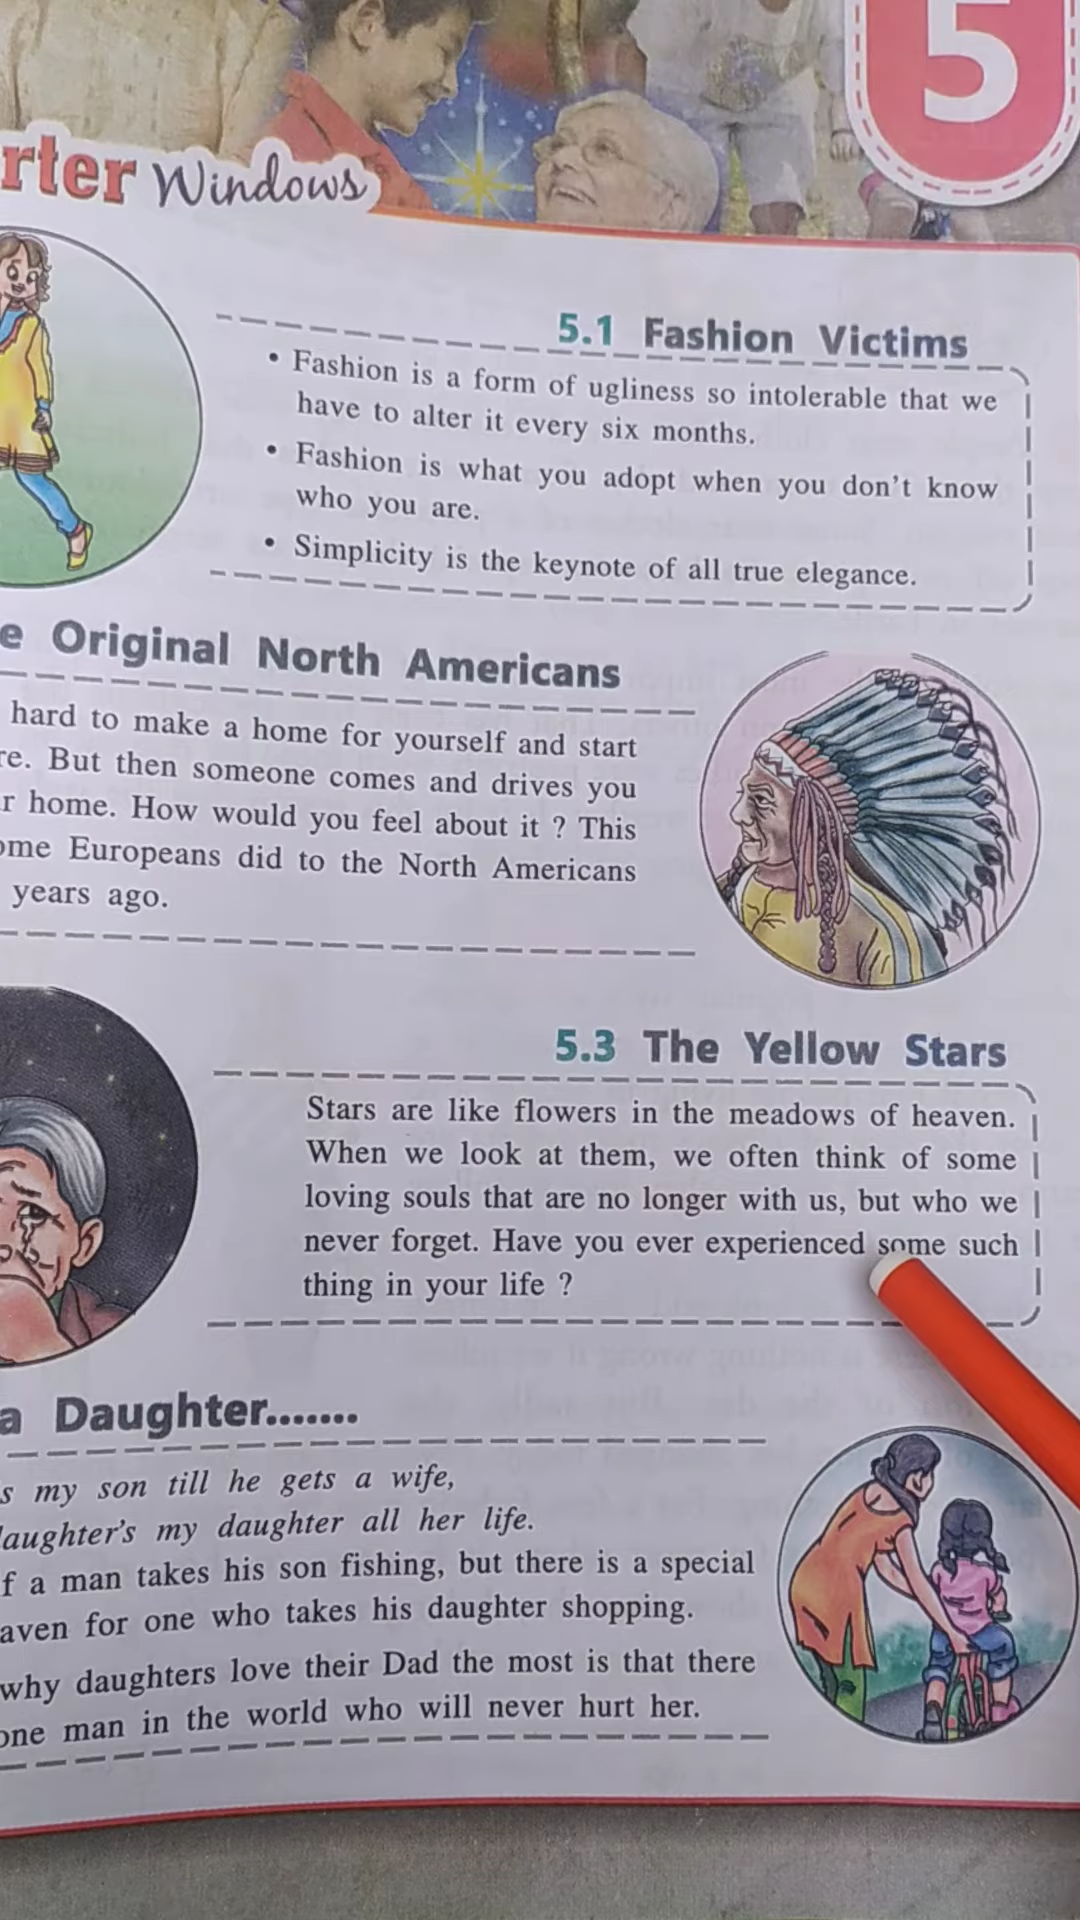 5
rter Windows
5.1 Fashion Victims
• Fashion is a form of ugliness so intolerable that we
have to alter it every six months.
• Fashion is what you adopt when you don't know
who you are.
• Simplicity is the keynote of all true elegance.
e Original North Americans
hard to make a home for yourself and start
re. But then someone comes and drives you
r home. How would you feel about it ? This
ome Europeans did to the North Americans
years ago.
5.3 The Yellow Stars
Stars are like flowers in the meadows of heaven.
When we look at them, we often think of some
loving souls that are no longer with us, but who we
never forget. Have you ever experienced some such
thing in your life ?
a Daughter.......
s my son till he gets a wife,
daughter's my daughter all her life.
f a man takes his son fishing, but there is a special
aven for one who takes his daughter shopping.
why daughters love their Dad the most is that there
one man in the world who will never hurt her.